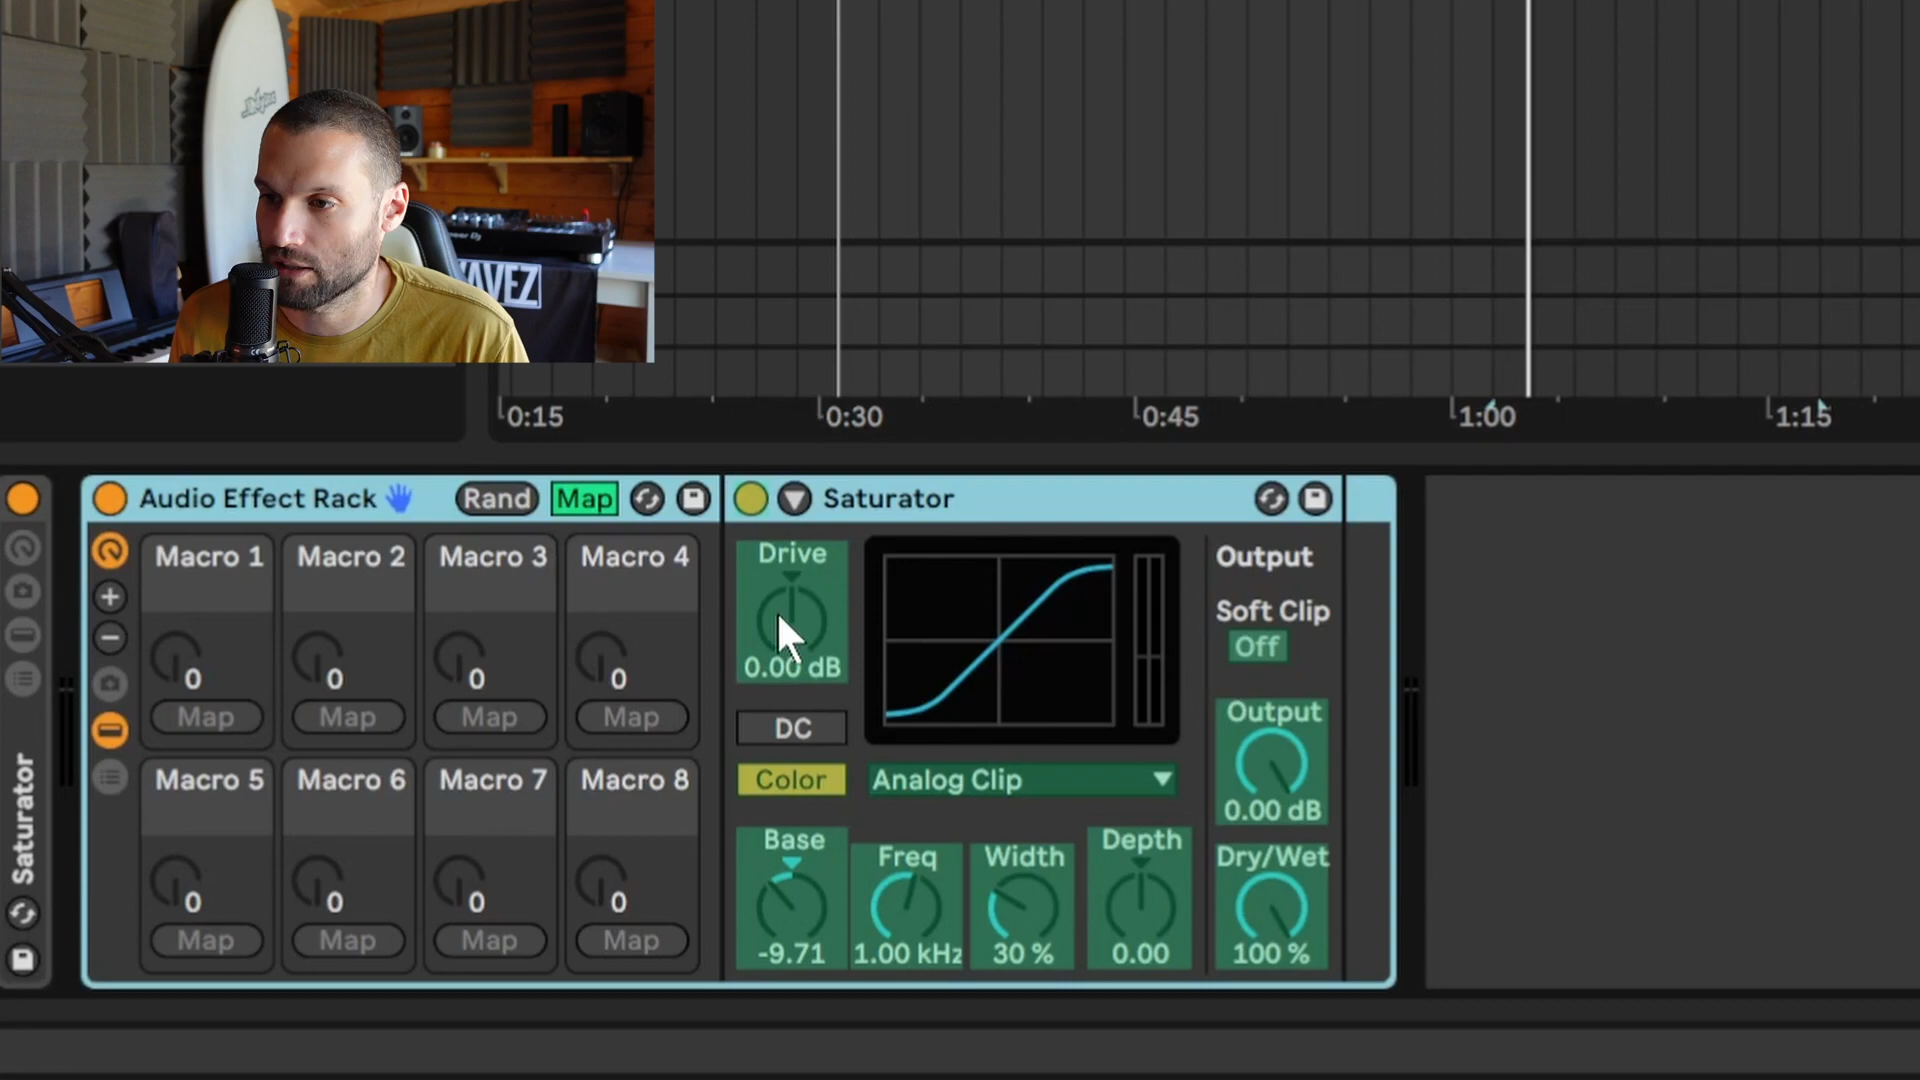 WAVEZ
0:15
0:30
0:45
1:00
1:15
Audio Effect Rack
Rand
Map
Saturator
Macro 1
Macro 2
Macro 3
Macro 4
0
0
0
0
Map
Map
Map
Map
Macro 5
Macro 6
Macro 7
Macro 8
0
0
0
0
Map
Map
Map
Map
Drive
0.00 dB
DC
Color
Analog Clip
Base
-9.71
Freq
1.00 kHz
Width
30 %
Depth
0.00
Output
Soft Clip
Off
Output
0.00 dB
Dry/Wet
100 %
Saturator